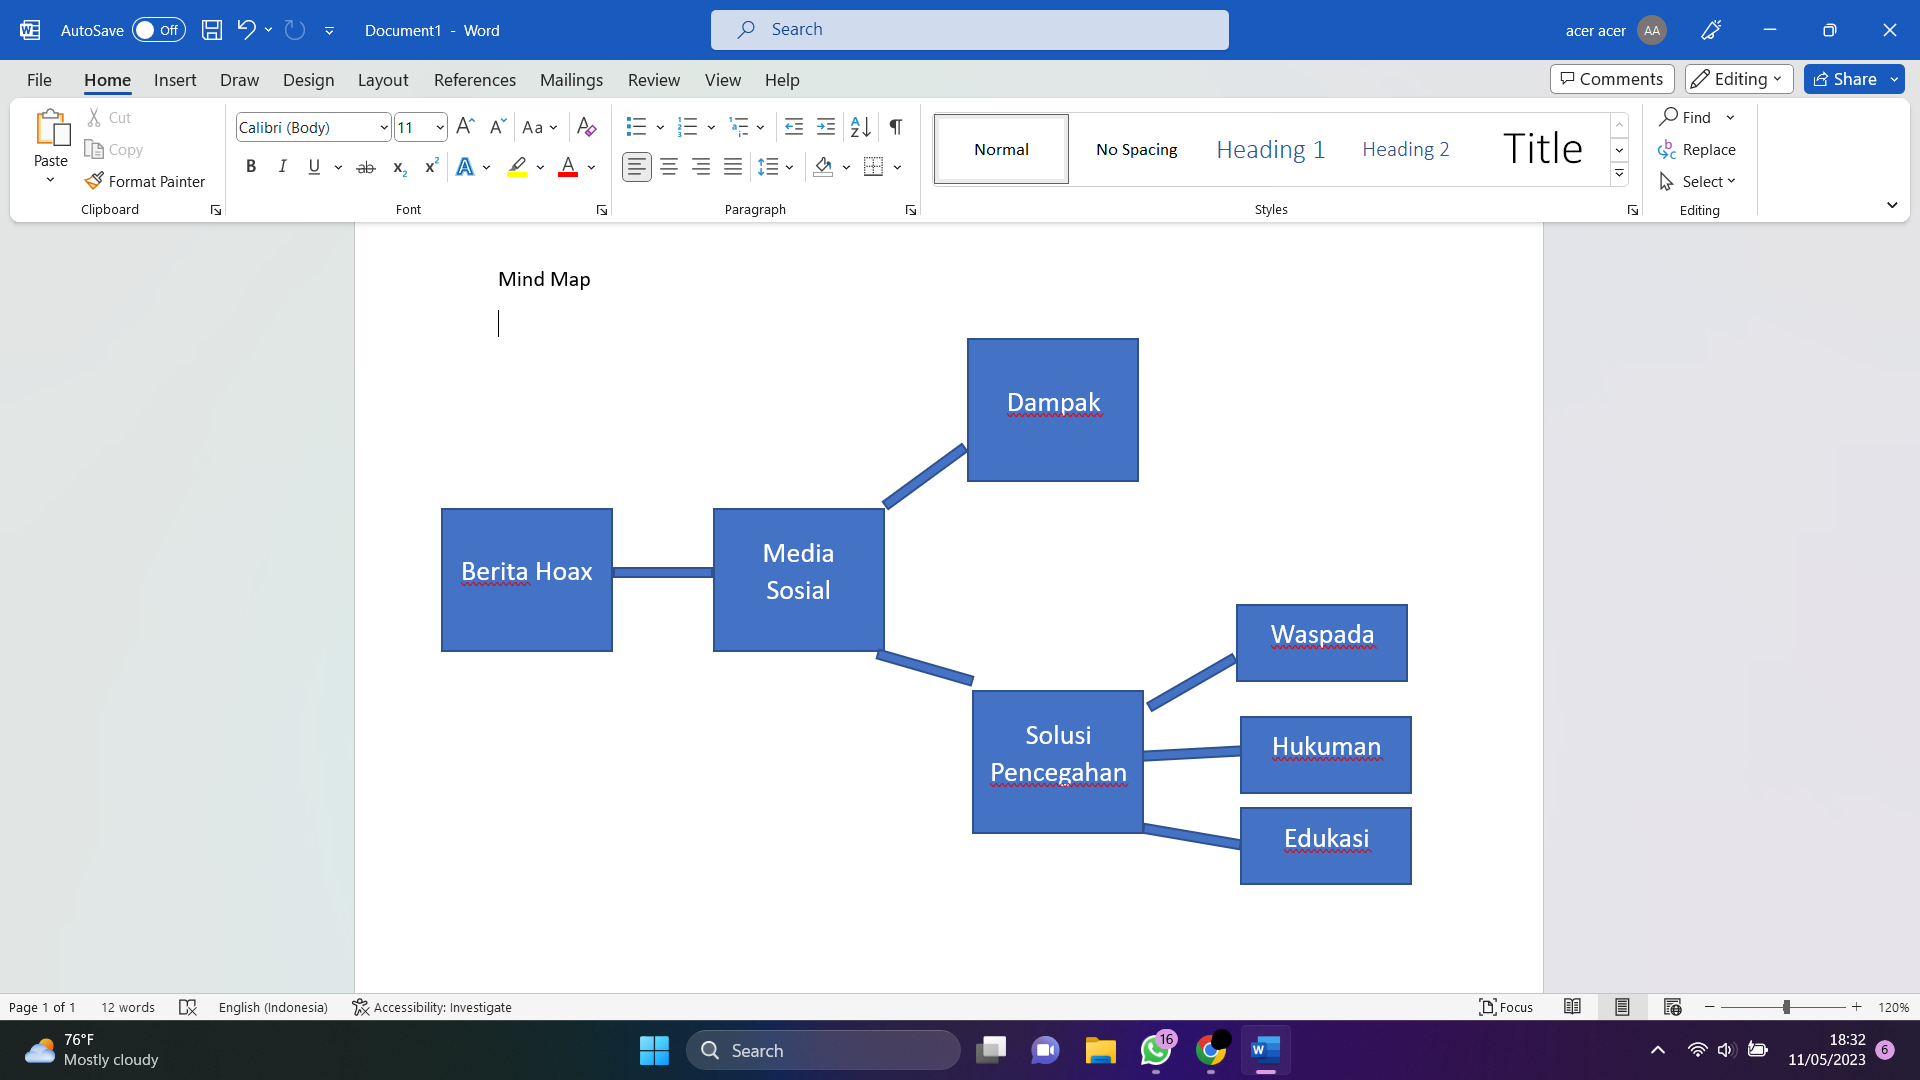 AutoSave Off Document1 - Word Search acer acer AA
File Home Insert Draw Design Layout References Mailings Review View Help Comments Editing Share
Paste
Cut
Copy
Format Painter
Clipboard
Calibri (Body) 11
Font
Paragraph
Normal No Spacing Heading 1 Heading 2 Title
Styles
Find
Replace
Select
Editing
Mind Map
Dampak
Berita Hoax
Media
Sosial
Waspada
Solusi
Pencegahan
Hukuman
Edukasi
Page 1 of 1 12 words English (Indonesia) Accessibility: Investigate Focus 120%
76°F
Mostly cloudy
Search
16
18:32
11/05/2023
6